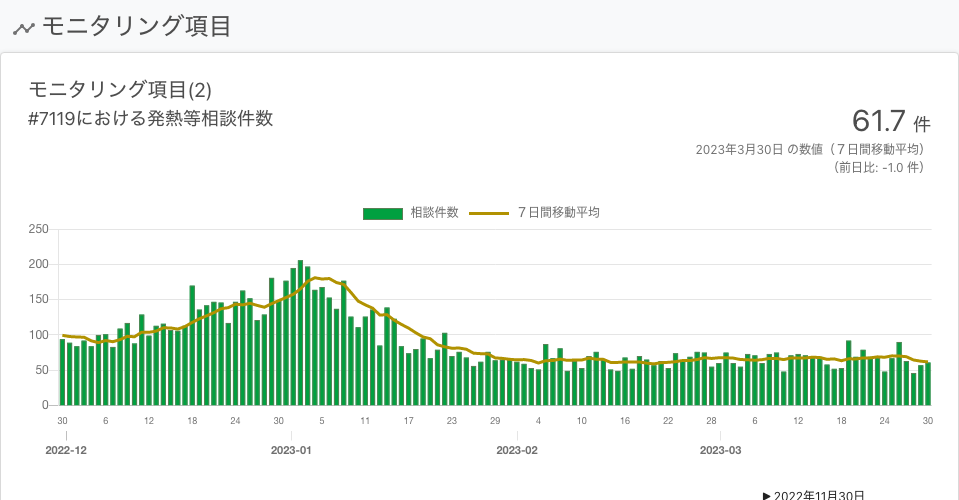 モニタリング項目
モニタリング項目(2)
#7119における発熱等相談件数
61.7 件
2023年3月30日 の数値（７日間移動平均）
（前日比: -1.0 件）
相談件数 ７日間移動平均
250
200
150
100
50
0
30 6 12 18 24 30 5 11 17 23 29 4 10 16 22 28 6 12 18 24 30
2022-12 2023-01 2023-02 2023-03
▶ 2022年11月30日